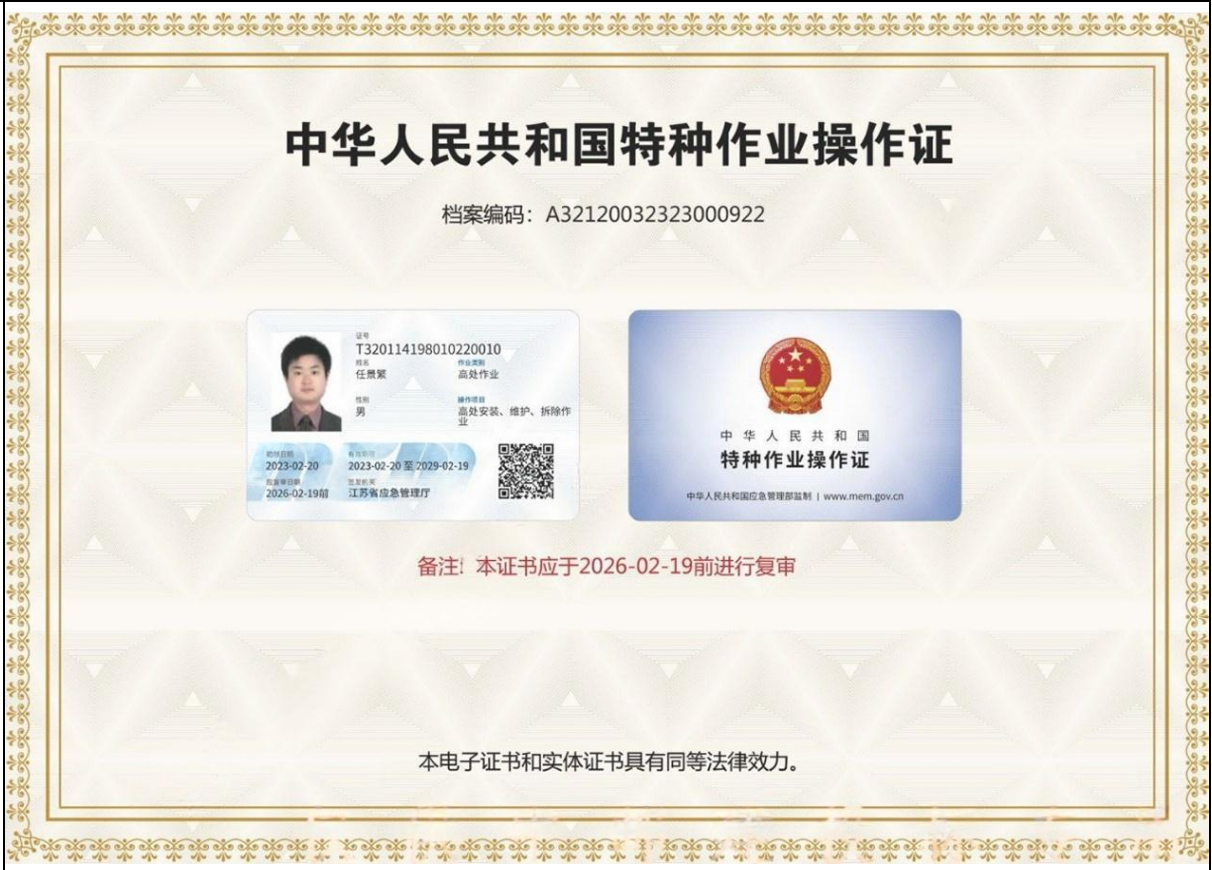 中华人民共和国特种作业操作证
档案编码：A32120032323000922
证号
T320114198010220010
姓名
任景繁
作业类别
高处作业
性别
男
操作项目
高处安装、维护、拆除作
业
初领日期
2023-02-20
有效期限
2023-02-20 至 2029-02-19
应复审日期
2026-02-19前
签发机关
江苏省应急管理厅
中华人民共和国
特种作业操作证
中华人民共和国应急管理部监制 | www.mem.gov.cn
备注：本证书应于2026-02-19前进行复审
本电子证书和实体证书具有同等法律效力。